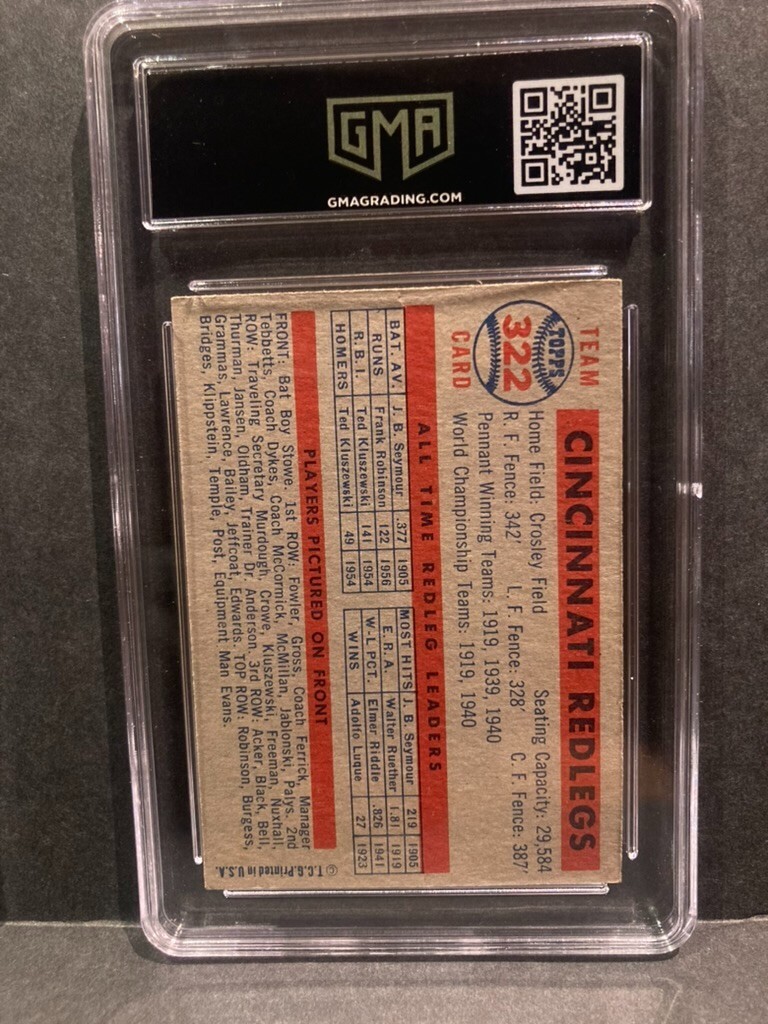 GMA
GMAGRADING.COM
TEAM
TOPPS
322
CARD
CINCINNATI REDLEGS
Home Field: Crosley Field Seating Capacity: 29,584
R. F. Fence: 342′ L. F. Fence: 328′ C. F. Fence: 387′
Pennant Winning Teams: 1919, 1939, 1940
World Championship Teams: 1919, 1940
ALL TIME REDLEG LEADERS
BAT. AV. J. B. Seymour .377 1905 MOST HITS J. B. Seymour 219 1905
RUNS Frank Robinson 122 1956 E.R.A. Walter Ruether 1.81 1919
R.B.I. Ted Kluszewski 141 1954 W-L PCT. Elmer Riddle .826 1941
HOMERS Ted Kluszewski 49 1954 WINS Adolfo Luque 27 1923
PLAYERS PICTURED ON FRONT
FRONT: Bat Boy Stowe. 1st ROW: Fowler, Gross, Coach Ferrick, Manager
Tebbetts, Coach Dykes, Coach McCormick, McMillan, Jablonski, Palys. 2nd
ROW: Traveling Secretary Murdough, Crowe, Kluszewski, Freeman, Nuxhall,
Thurman, Jansen, Oldham, Trainer Dr. Anderson. 3rd ROW: Acker, Black, Bell,
Grammas, Lawrence, Bailey, Jeffcoat, Edwards. TOP ROW: Robinson, Burgess,
Bridges, Klippstein, Temple, Post, Equipment Man Evans.
© T.C.G. Printed in U.S.A.